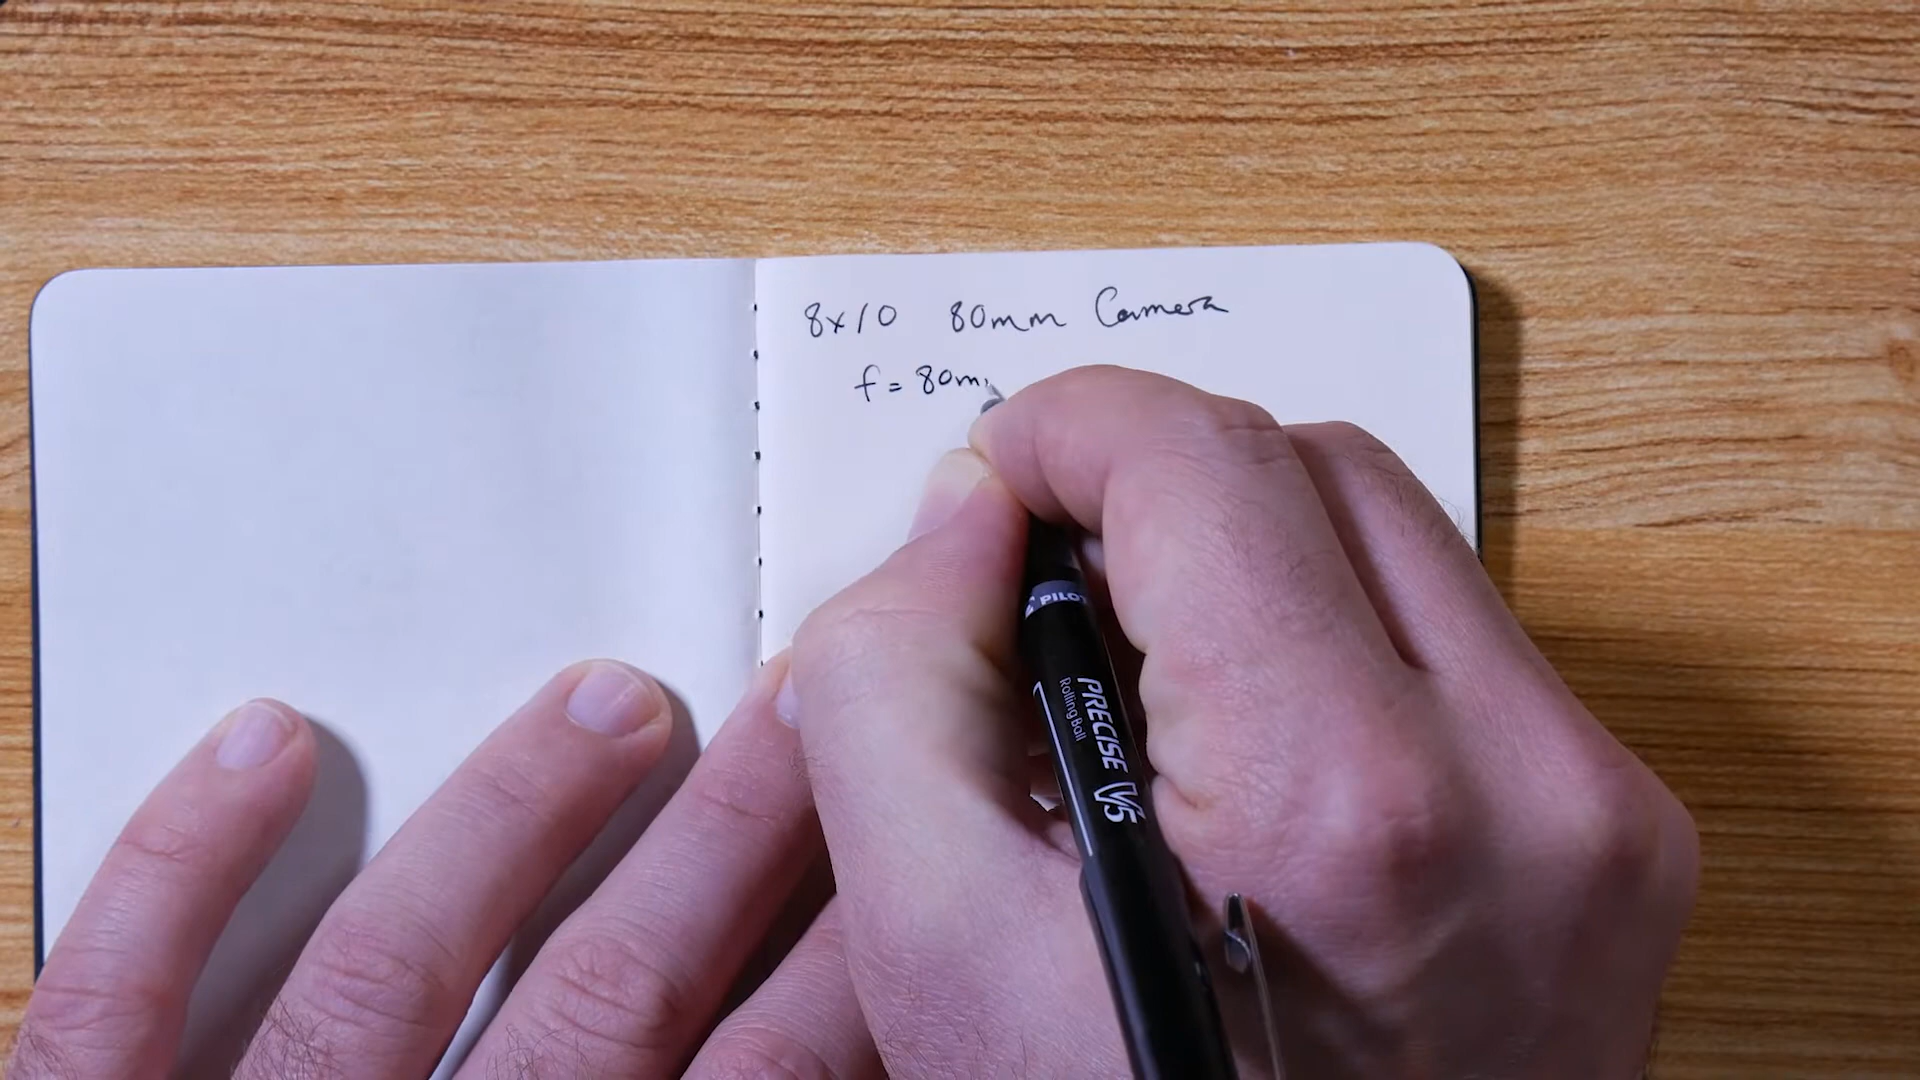 8x10 80mm Camera
f = 80m
PILOT
PRECISE V5
Rolling Ball